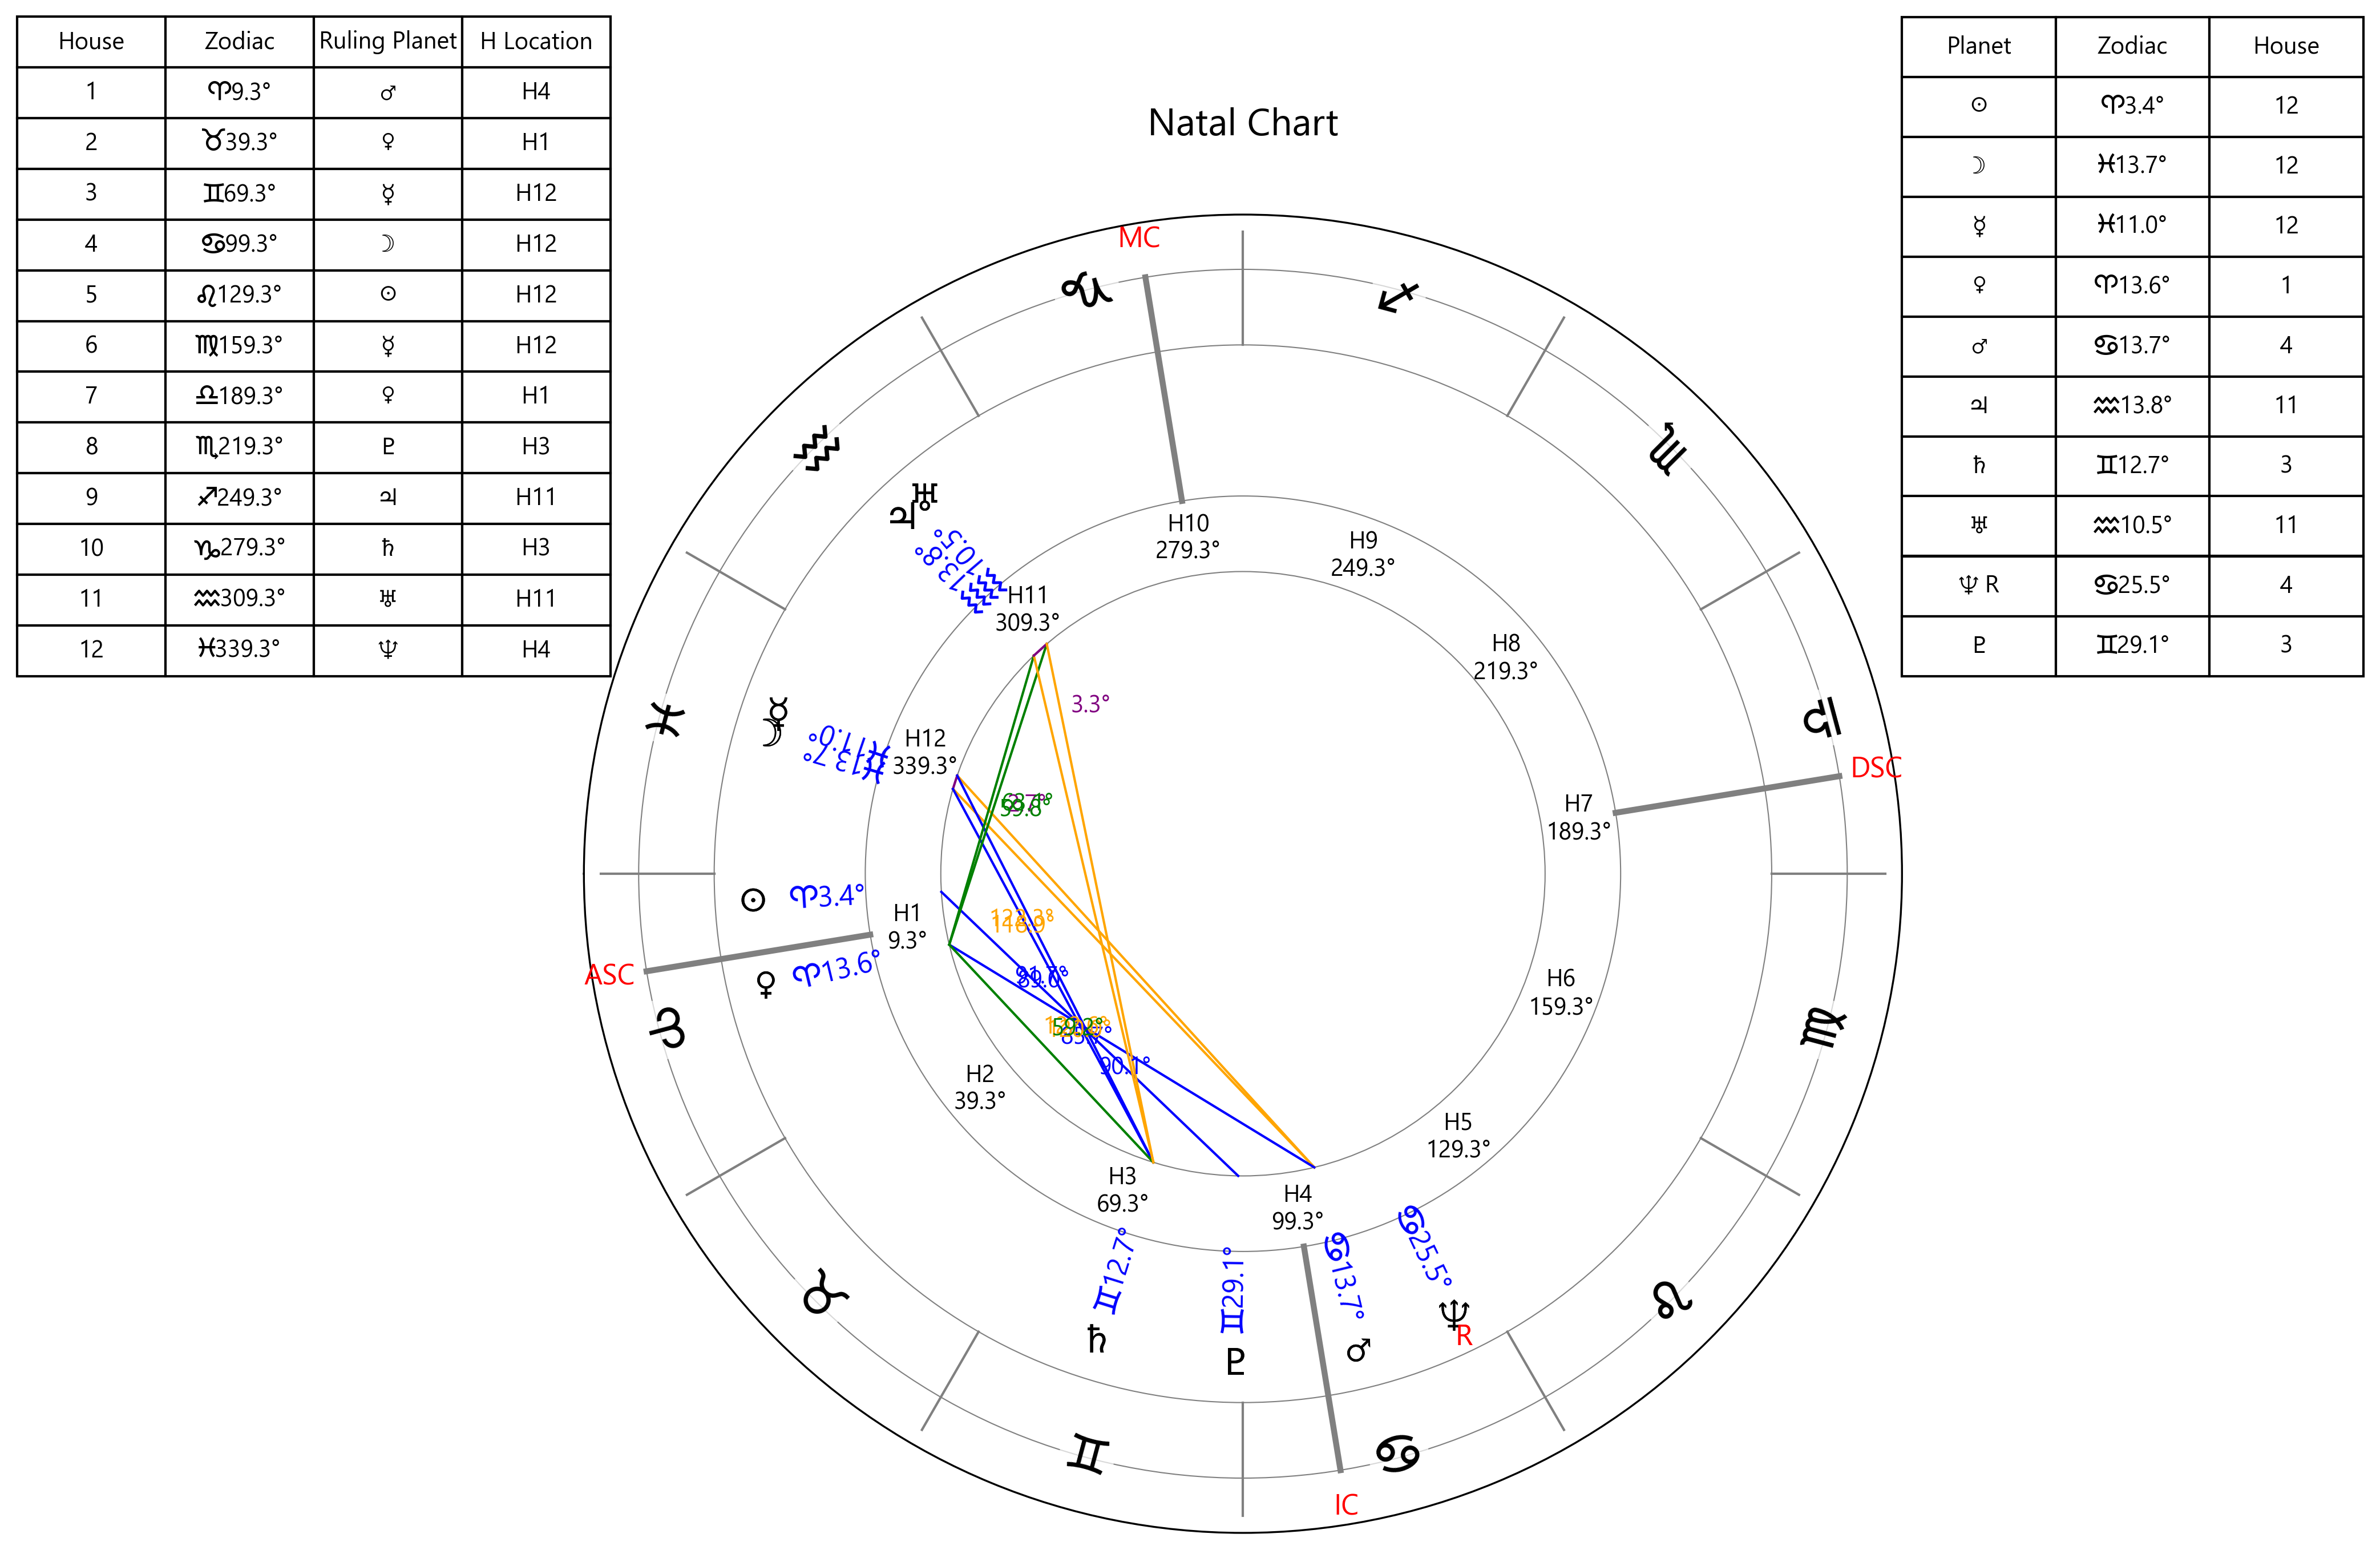 House Zodiac Ruling Planet H Location
1 ♈9.3° ♂ H4
2 ♉39.3° ♀ H1
3 ♊69.3° ☿ H12
4 ♋99.3° ☽ H12
5 ♌129.3° ☉ H12
6 ♍159.3° ☿ H12
7 ♎189.3° ♀ H1
8 ♏219.3° ♇ H3
9 ♐249.3° ♃ H11
10 ♑279.3° ♄ H3
11 ♒309.3° ♅ H11
12 ♓339.3° ♆ H4
Natal Chart
Planet Zodiac House
☉ ♈3.4° 12
☽ ♓13.7° 12
☿ ♓11.0° 12
♀ ♈13.6° 1
♂ ♋13.7° 4
♃ ♒13.8° 11
♄ ♊12.7° 3
♅ ♒10.5° 11
♆ R ♋25.5° 4
♇ ♊29.1° 3
MC
♑
♐
♒
♏
♅
♃
♒10.5°
♒13.8°
H10
279.3°
H9
249.3°
H11
309.3°
H8
219.3°
3.3°
♓
☿
☽
♓11.0°
♓13.7°
H12
339.3°
♎
DSC
H7
189.3°
☉ ♈3.4°
H1
9.3°
ASC
♀ ♈13.6°
♈
H6
159.3°
♍
90.1°
H2
39.3°
H5
129.3°
H3
69.3°
H4
99.3°
♉
♊12.7°
♄
♊29.1°
♇
♋13.7°
♂
♋25.5°
♆
R
♌
♊
♋
IC